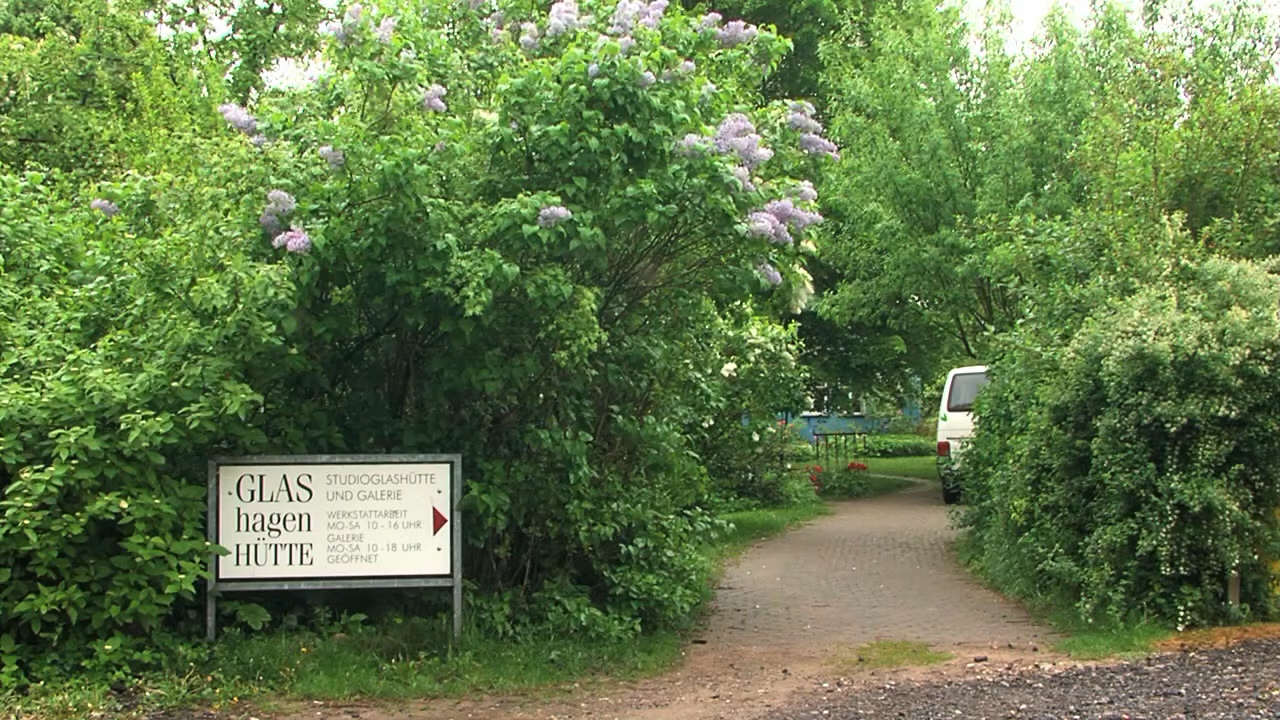 GLAS
hagen
HÜTTE
STUDIOGLASHÜTTE
UND GALERIE
WERKSTATTARBEIT
MO-SA 10-16 UHR
GALERIE
MO-SA 10-18 UHR
GEÖFFNET